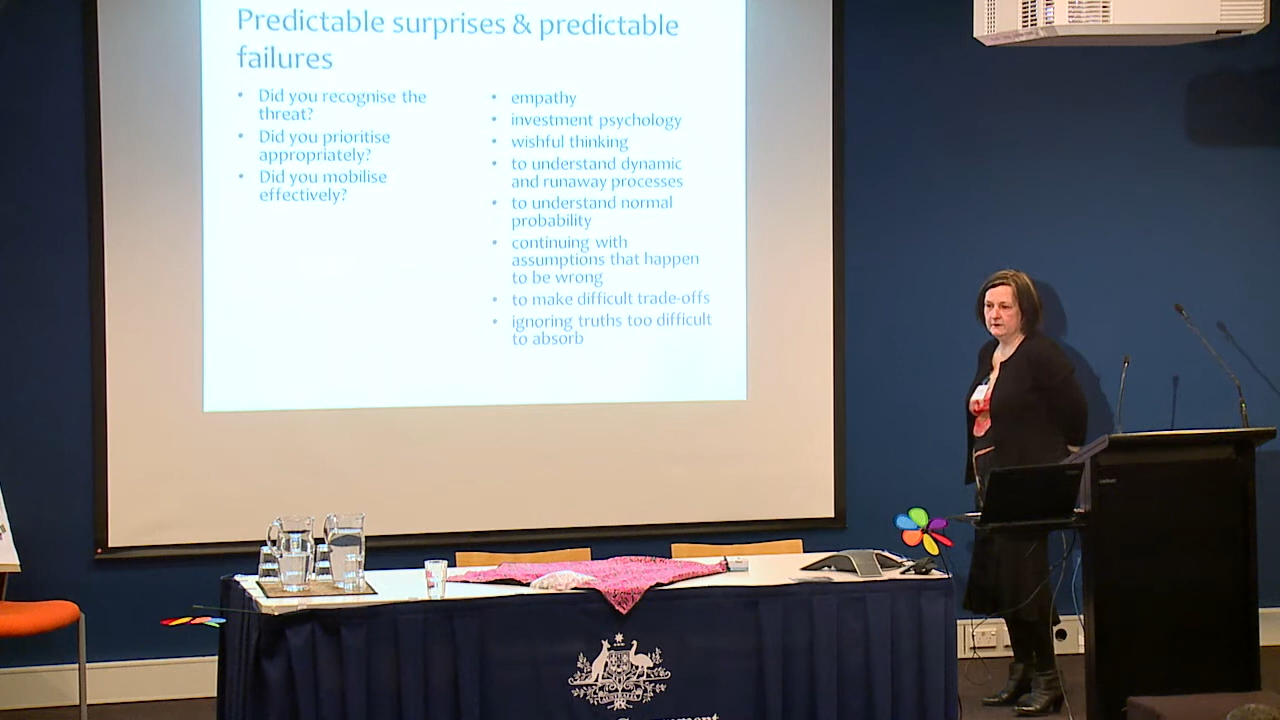 Predictable surprises & predictable
failures
• Did you recognise the
threat?
• Did you prioritise
appropriately?
• Did you mobilise
effectively?
• empathy
• investment psychology
• wishful thinking
• to understand dynamic
and runaway processes
• to understand normal
probability
• continuing with
assumptions that happen
to be wrong
• to make difficult trade-offs
• ignoring truths too difficult
to absorb
AUSTRALIA